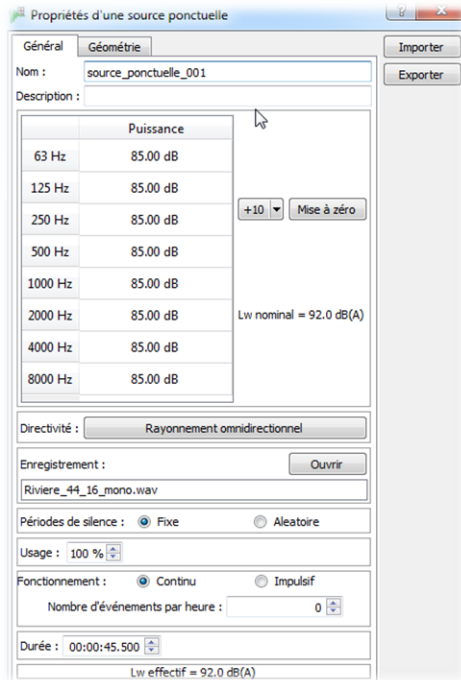 Propriétés d'une source ponctuelle
?
X
Général Géométrie
Importer
Nom : source_ponctuelle_001
Exporter
Description :
Puissance
63 Hz 85.00 dB
125 Hz 85.00 dB
250 Hz 85.00 dB
+10 Mise à zéro
500 Hz 85.00 dB
1000 Hz 85.00 dB
2000 Hz 85.00 dB
Lw nominal = 92.0 dB(A)
4000 Hz 85.00 dB
8000 Hz 85.00 dB
Directivité : Rayonnement omnidirectionnel
Enregistrement : Ouvrir
Riviere_44_16_mono.wav
Périodes de silence : Fixe Aleatoire
Usage : 100 %
Fonctionnement : Continu Impulsif
Nombre d'événements par heure : 0
Durée : 00:00:45.500
Lw effectif = 92.0 dB(A)